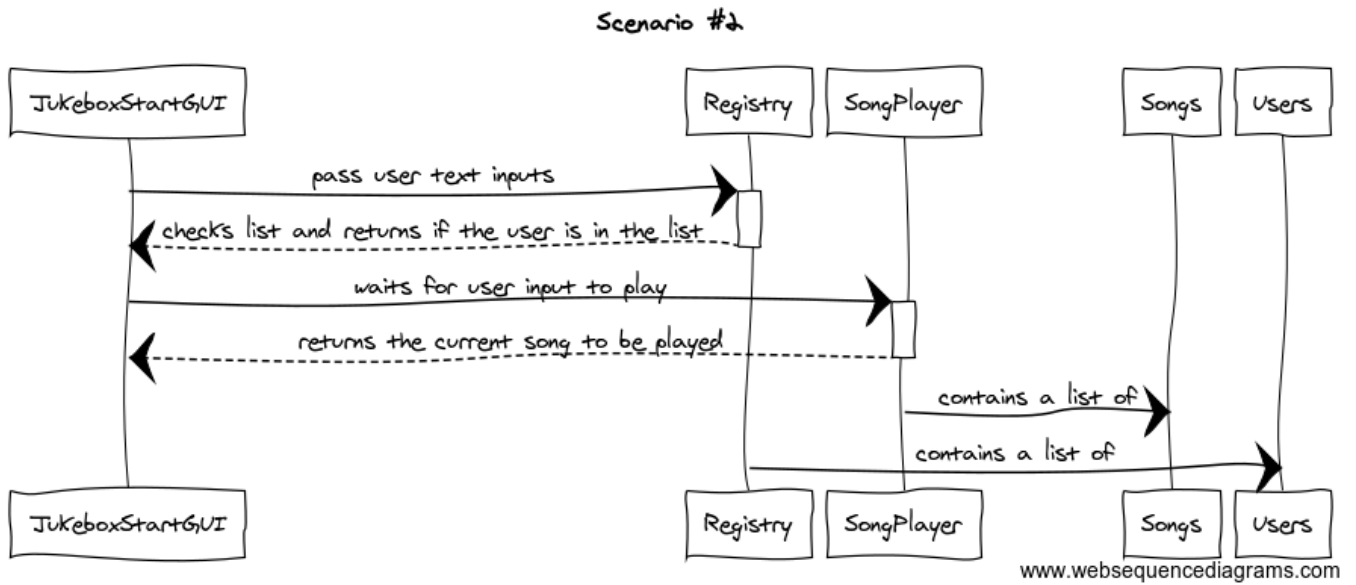 Scenario #2
JukeboxStartGUI
Registry
SongPlayer
Songs
Users
pass user text inputs
checks list and returns if the user is in the list
waits for user input to play
returns the current song to be played
contains a list of
contains a list of
JukeboxStartGUI
Registry
SongPlayer
Songs
Users
www.websequencediagrams.com